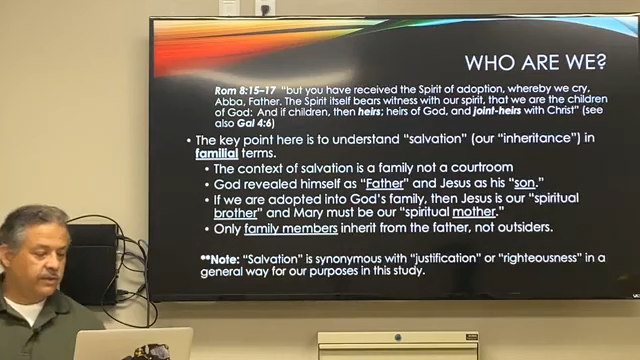 WHO ARE WE?
Rom 8:15–17 “but you have received the Spirit of adoption, whereby we cry,
Abba, Father. The Spirit itself bears witness with our spirit, that we are the children
of God: And if children, then heirs; heirs of God, and joint-heirs with Christ” (see
also Gal 4:6)
• The key point here is to understand “salvation” (our “inheritance”) in
familial terms.
• The context of salvation is a family not a courtroom
• God revealed himself as “Father” and Jesus as his “son.”
• If we are adopted into God’s family, then Jesus is our “spiritual
brother” and Mary must be our “spiritual mother.”
• Only family members inherit from the father, not outsiders.
**Note: “Salvation” is synonymous with “justification” or “righteousness” in a
general way for our purposes in this study.